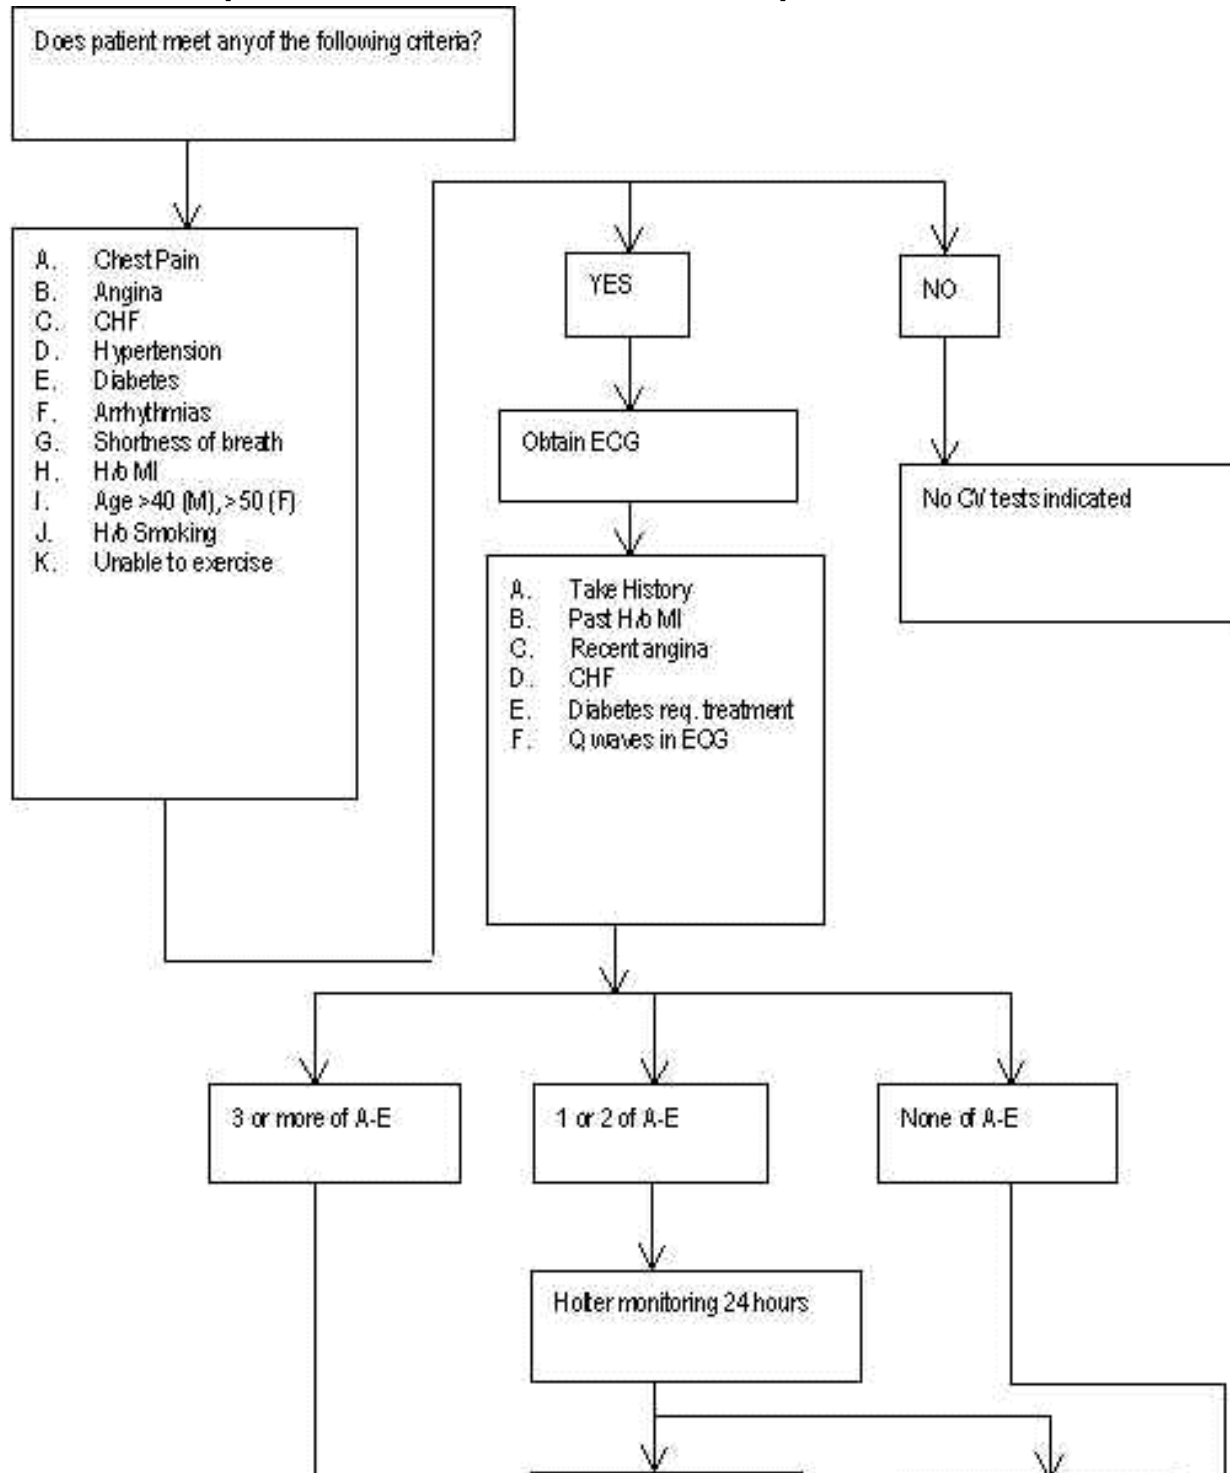 Does patient meet any of the following criteria?
A. Chest Pain
B. Angina
C. CHF
D. Hypertension
E. Diabetes
F. Arrhythmias
G. Shortness of breath
H. H/o MI
I. Age >40 (M), >50 (F)
J. H/o Smoking
K. Unable to exercise
YES
NO
Obtain ECG
No CV tests indicated
A. Take History
B. Past H/o MI
C. Recent angina
D. CHF
E. Diabetes req. treatment
F. Q waves in ECG
3 or more of A-E
1 or 2 of A-E
None of A-E
Holter monitoring 24 hours